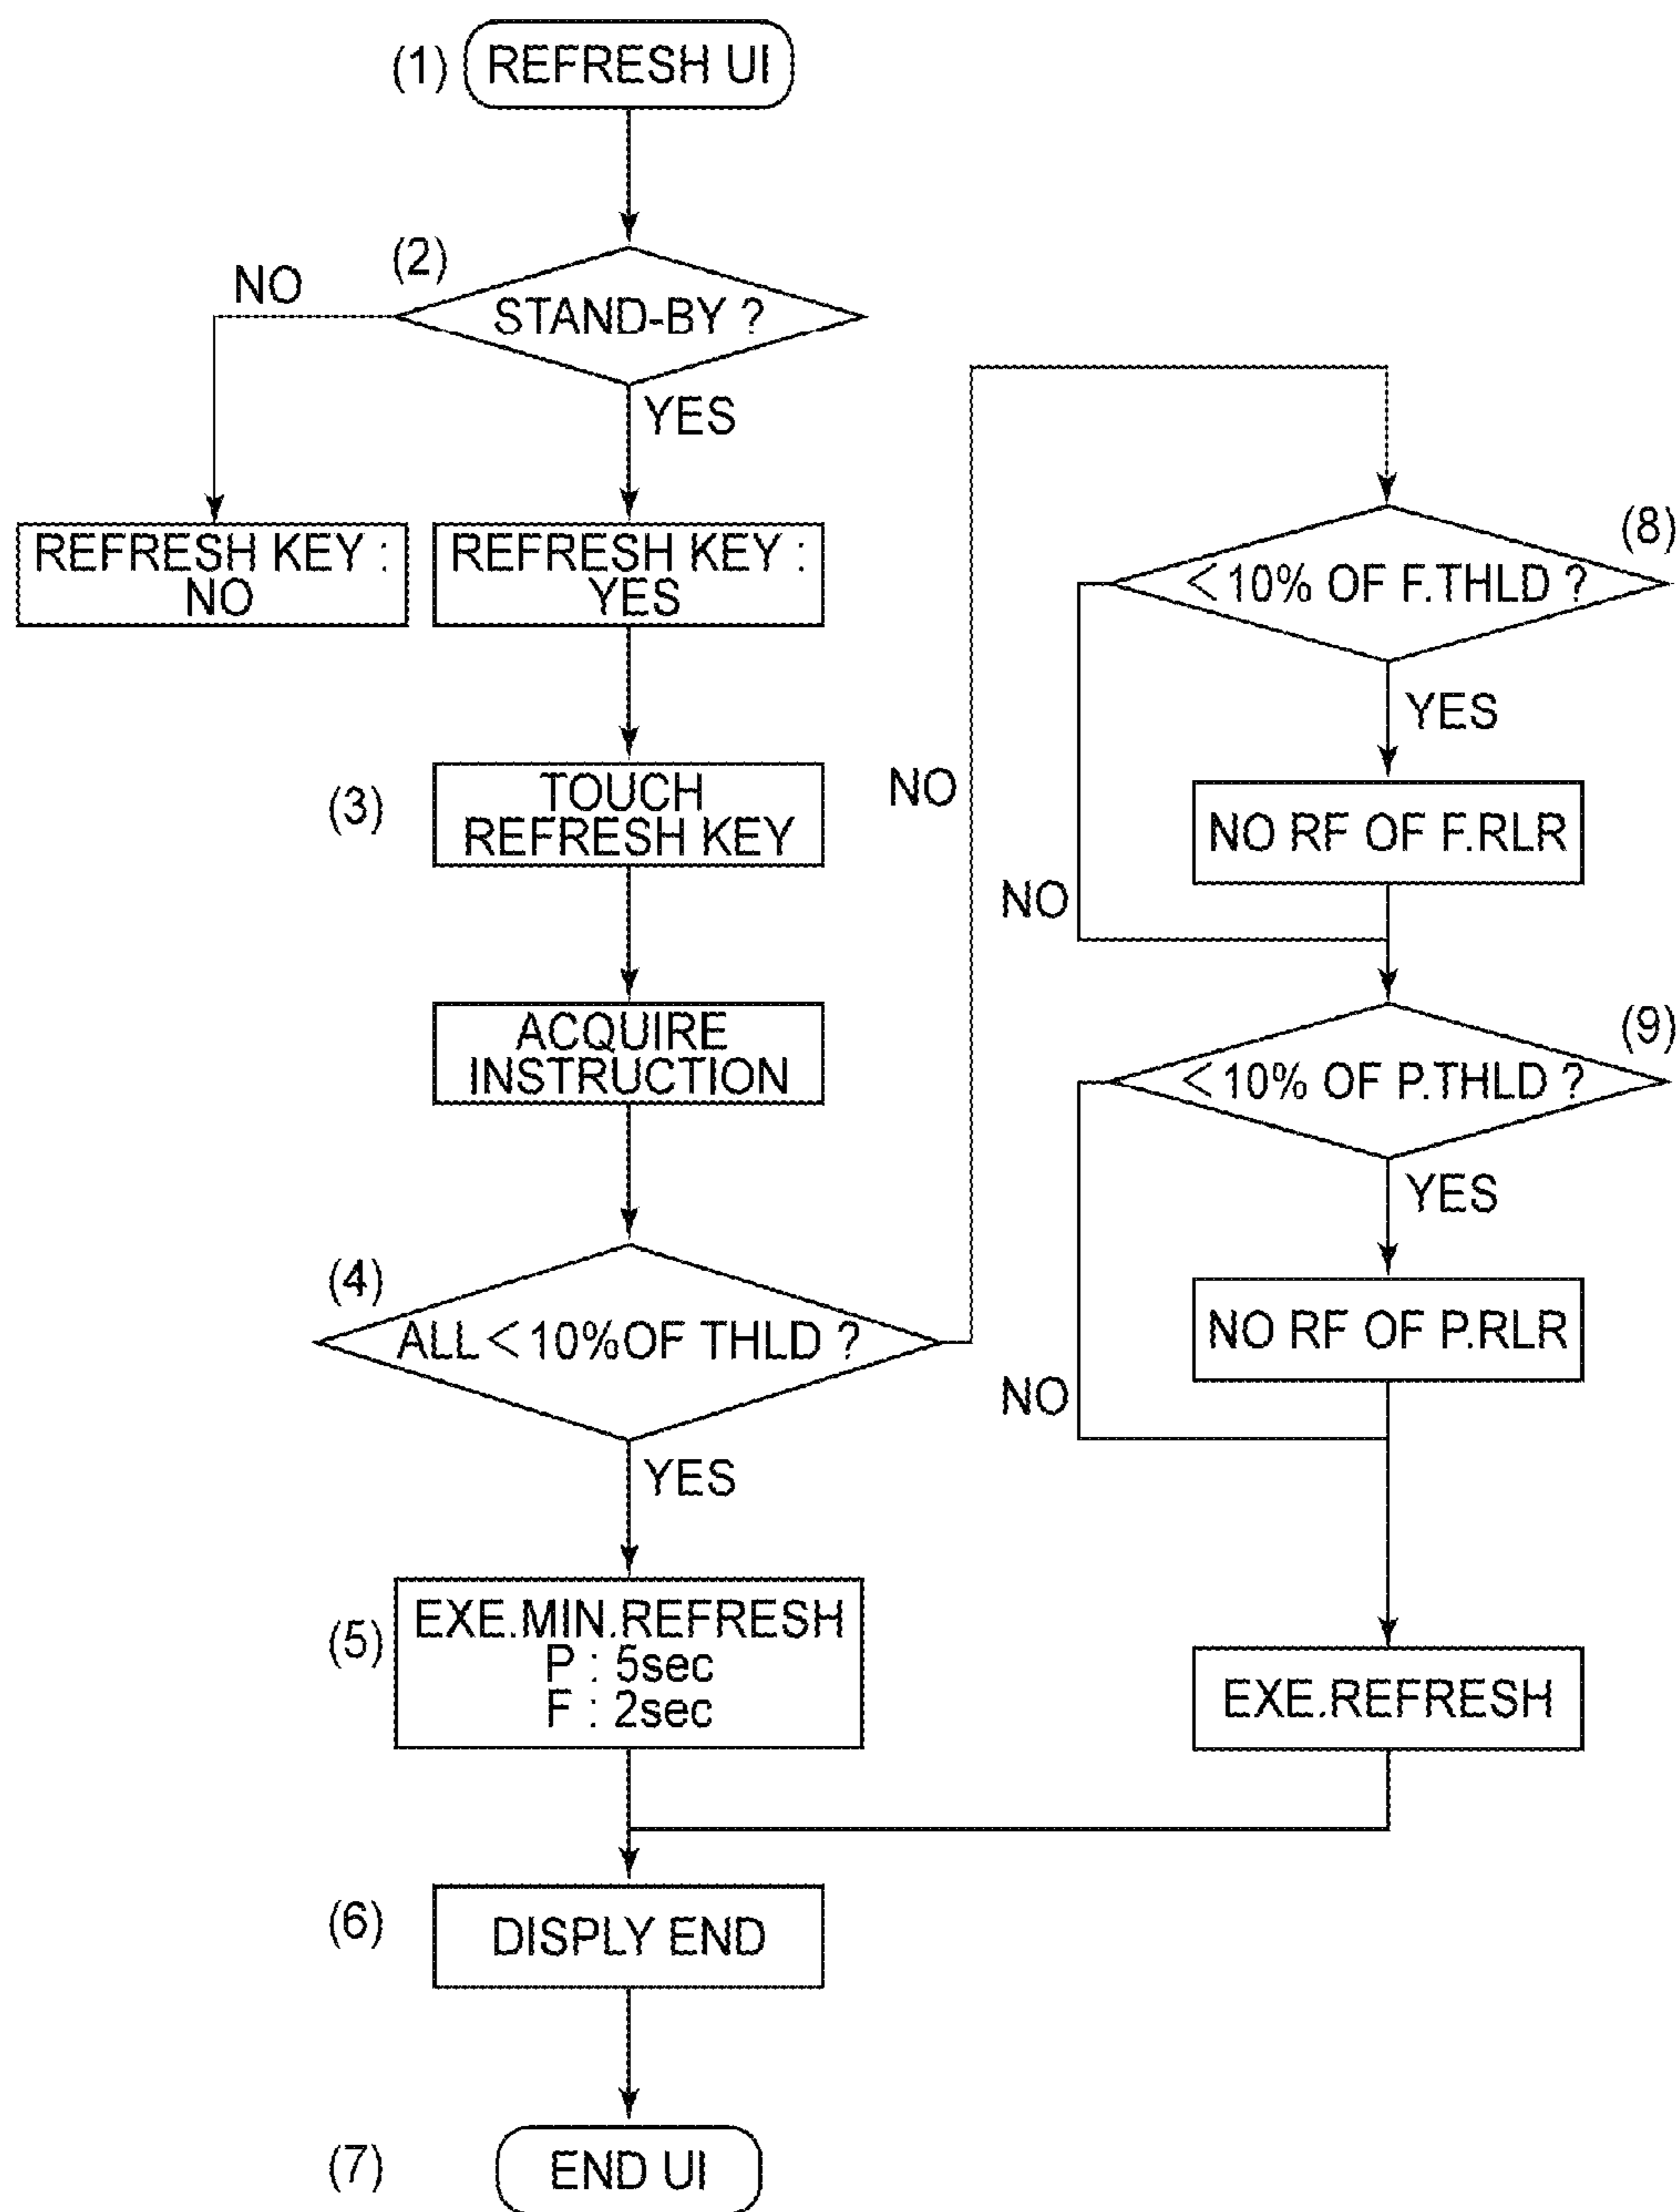 (1) REFRESH UI
(2)
STAND-BY ?
NO
YES
REFRESH KEY :
NO
REFRESH KEY :
YES
(3)
TOUCH
REFRESH KEY
ACQUIRE
INSTRUCTION
(4)
ALL < 10%OF THLD ?
NO
YES
(5)
EXE.MIN.REFRESH
P : 5sec
F : 2sec
(6)
DISPLY END
(7)
END UI
(8)
< 10% OF F.THLD ?
YES
NO RF OF F.RLR
NO
(9)
< 10% OF P.THLD ?
YES
NO RF OF P.RLR
NO
EXE.REFRESH